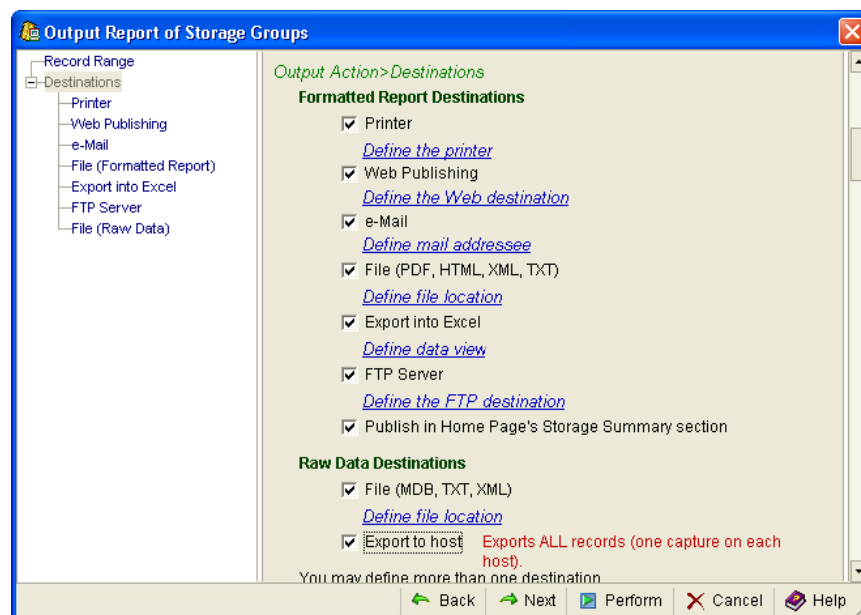 Output Report of Storage Groups
Record Range
Destinations
Printer
Web Publishing
e-Mail
File (Formatted Report)
Export into Excel
FTP Server
File (Raw Data)
Output Action>Destinations
Formatted Report Destinations
Printer
Define the printer
Web Publishing
Define the Web destination
e-Mail
Define mail addressee
File (PDF, HTML, XML, TXT)
Define file location
Export into Excel
Define data view
FTP Server
Define the FTP destination
Publish in Home Page's Storage Summary section
Raw Data Destinations
File (MDB, TXT, XML)
Define file location
Export to host Exports ALL records (one capture on each
host).
You may define more than one destination
Back Next Perform Cancel Help